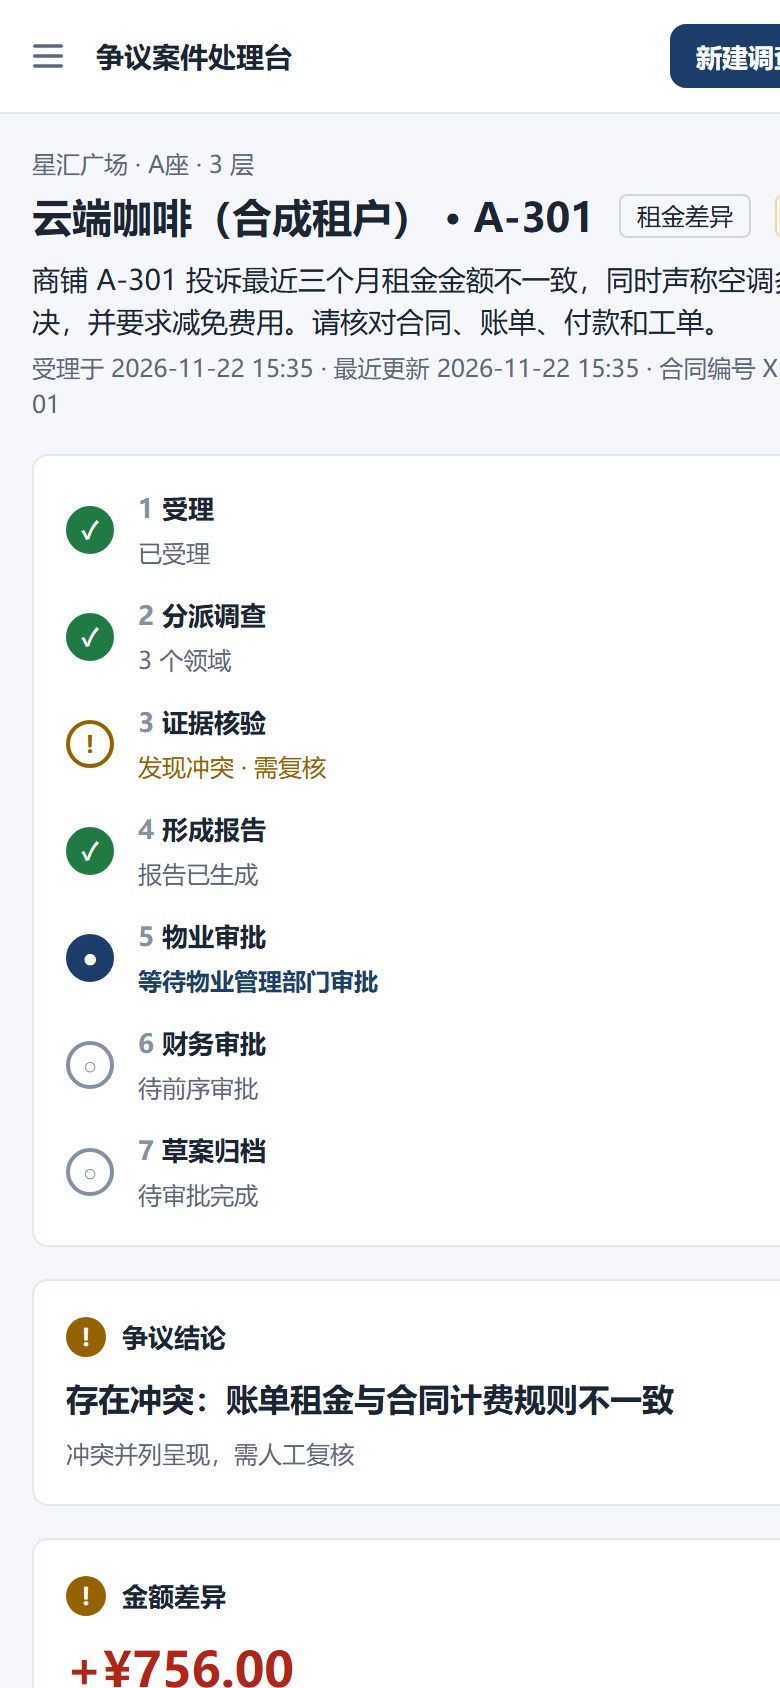 争议案件处理台
新建调查
星汇广场 · A座 · 3 层
云端咖啡（合成租户） • A-301 租金差异
商铺 A-301 投诉最近三个月租金金额不一致，同时声称空调
决，并要求减免费用。请核对合同、账单、付款和工单。
受理于 2026-11-22 15:35 · 最近更新 2026-11-22 15:35 · 合同编号 X
01
1 受理
已受理
2 分派调查
3 个领域
3 证据核验
发现冲突 · 需复核
4 形成报告
报告已生成
5 物业审批
等待物业管理部门审批
6 财务审批
待前序审批
7 草案归档
待审批完成
争议结论
存在冲突：账单租金与合同计费规则不一致
冲突并列呈现，需人工复核
金额差异
+¥756.00